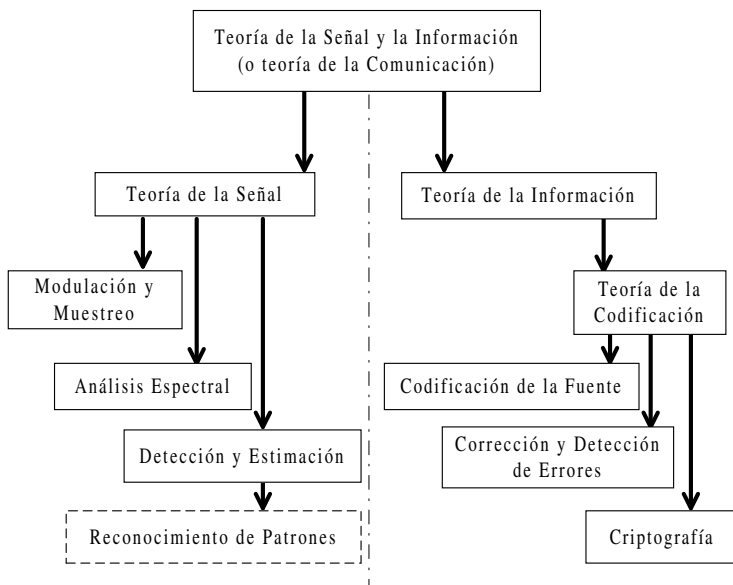 Teoría de la Señal y la Información
(o teoría de la Comunicación)
Teoría de la Señal
Teoría de la Información
Modulación y
Muestreo
Teoría de la
Codificación
Análisis Espectral
Codificación de la Fuente
Detección y Estimación
Corrección y Detección
de Errores
Reconocimiento de Patrones
Criptografía